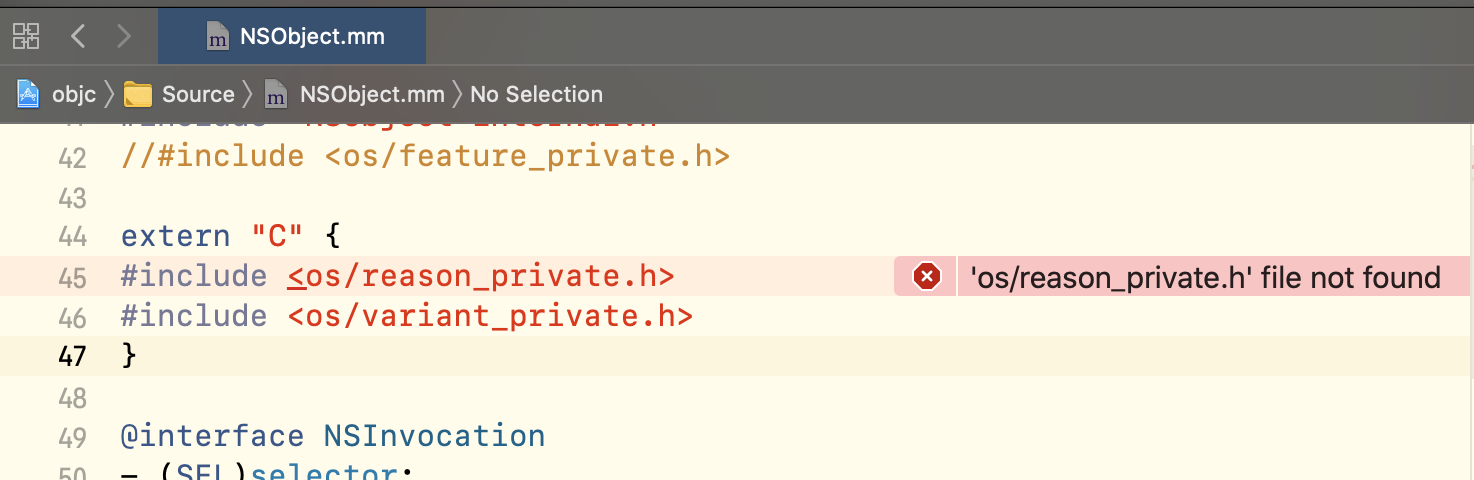 NSObject.mm
objc Source NSObject.mm No Selection
42 //#include <os/feature_private.h>
43
44 extern "C" {
45 #include <os/reason_private.h> 'os/reason_private.h' file not found
46 #include <os/variant_private.h>
47 }
48
49 @interface NSInvocation
50 - (SEL)selector;